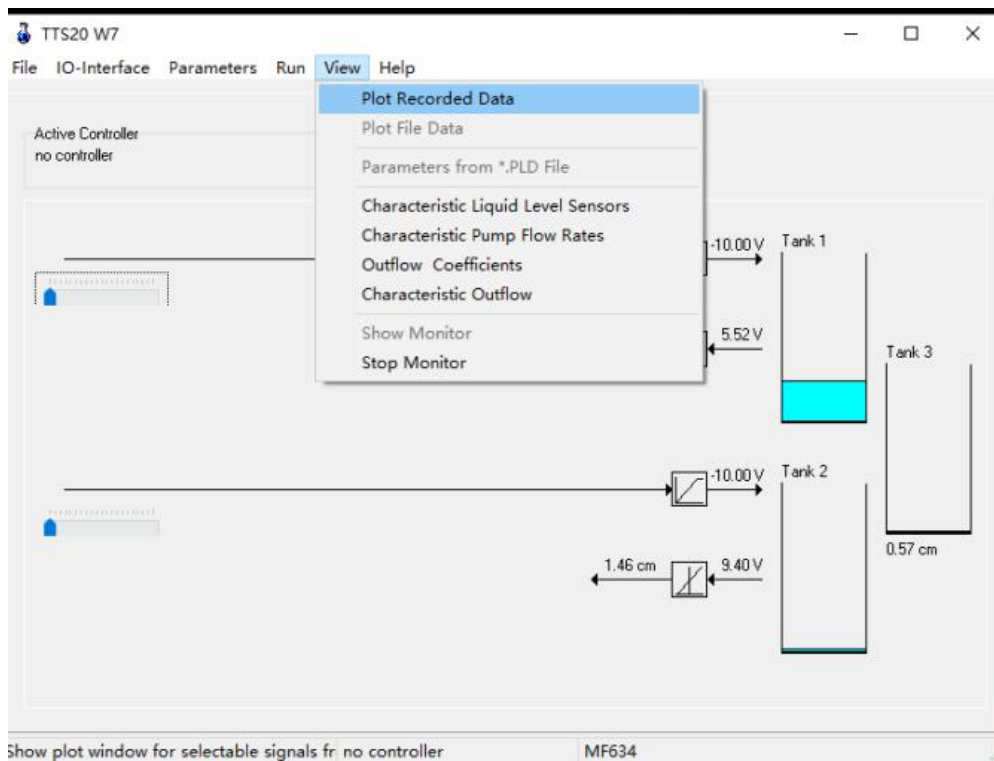 TTS20 W7
File IO-Interface Parameters Run View Help
Plot Recorded Data
Plot File Data
Parameters from *.PLD File
Characteristic Liquid Level Sensors
Characteristic Pump Flow Rates
Outflow Coefficients
Characteristic Outflow
Show Monitor
Stop Monitor
Active Controller
no controller
-10.00 V Tank 1
5.52 V
Tank 3
-10.00 V Tank 2
0.57 cm
1.46 cm 9.40 V
Show plot window for selectable signals fr no controller MF634